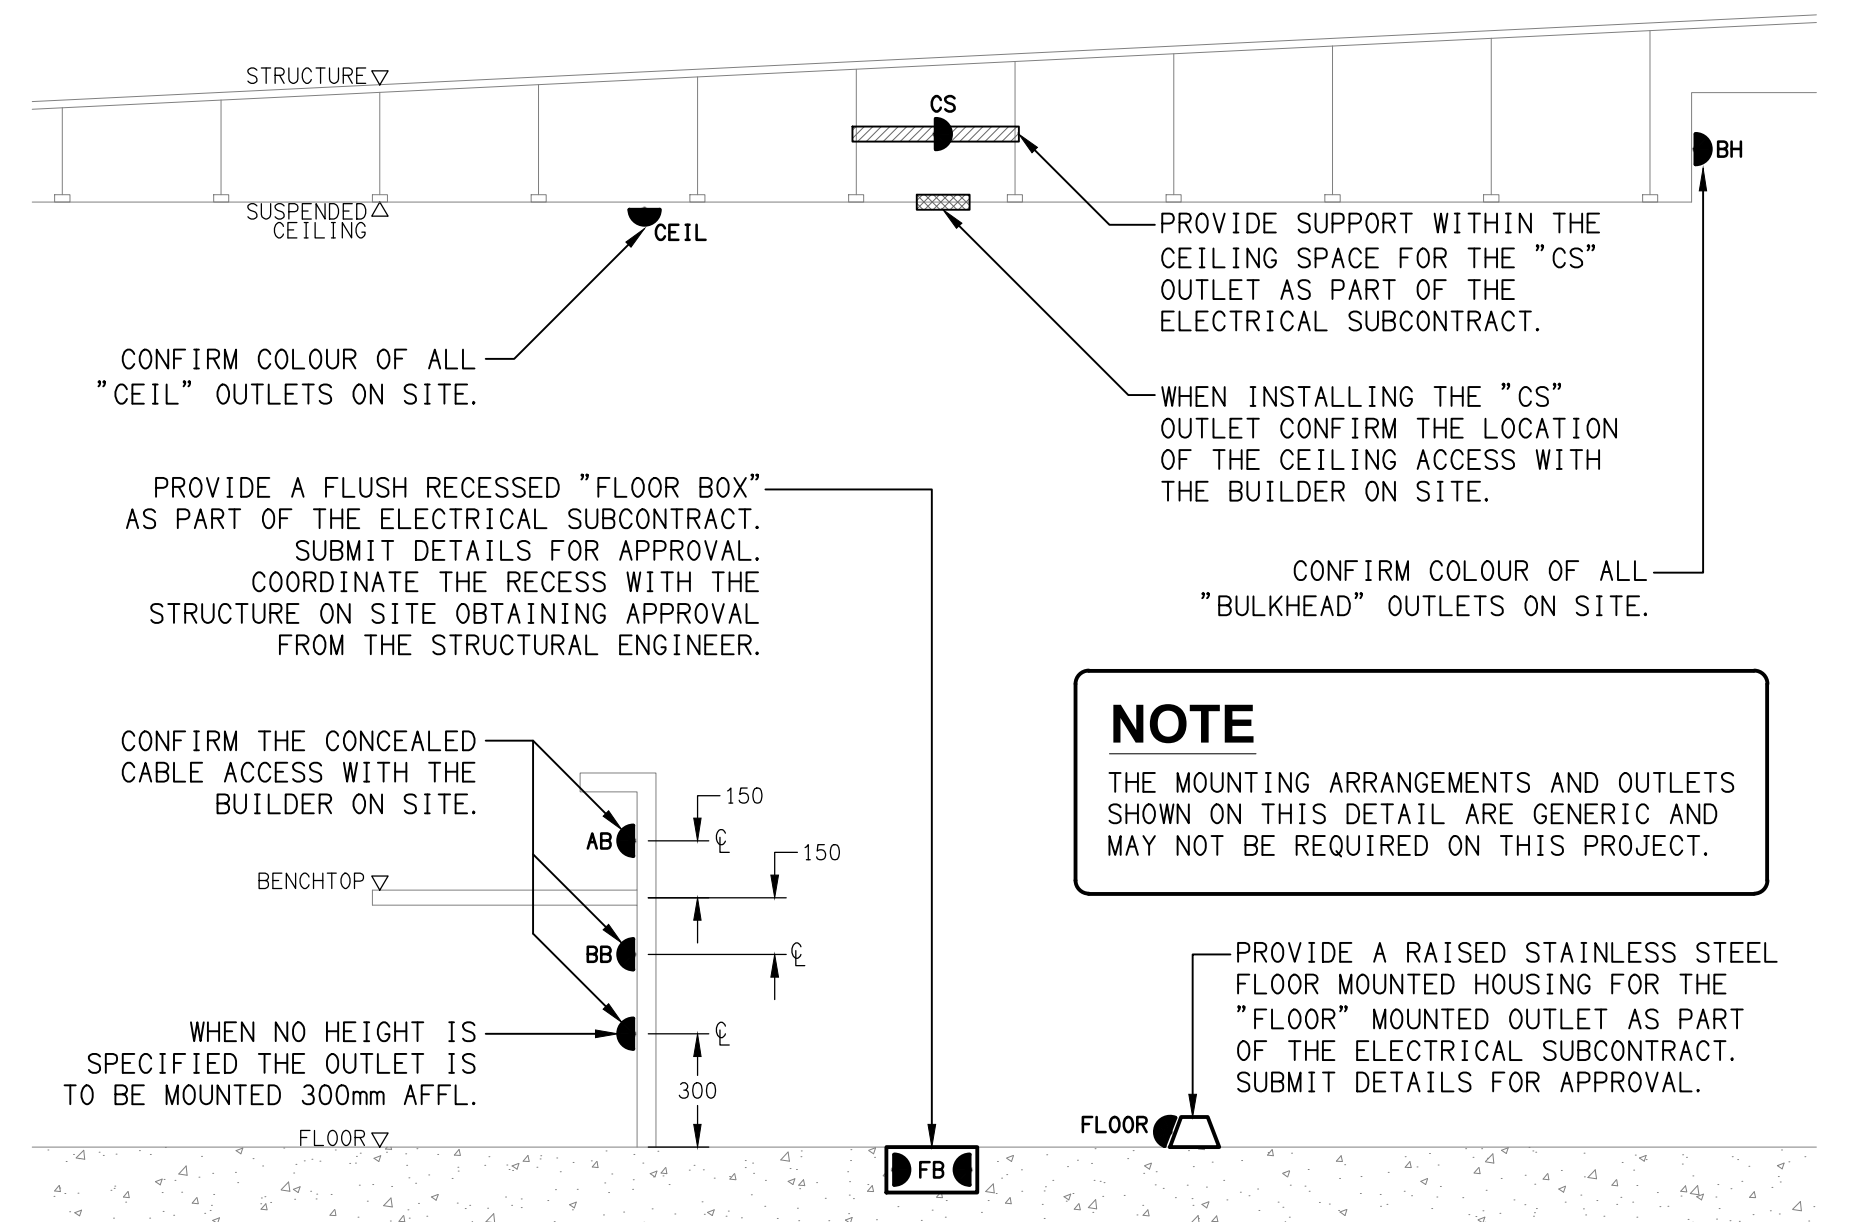 STRUCTURE
CS
BH
SUSPENDED
CEILING
CEIL
PROVIDE SUPPORT WITHIN THE
CEILING SPACE FOR THE "CS"
OUTLET AS PART OF THE
ELECTRICAL SUBCONTRACT.
CONFIRM COLOUR OF ALL
"CEIL" OUTLETS ON SITE.
WHEN INSTALLING THE "CS"
OUTLET CONFIRM THE LOCATION
OF THE CEILING ACCESS WITH
THE BUILDER ON SITE.
PROVIDE A FLUSH RECESSED "FLOOR BOX"
AS PART OF THE ELECTRICAL SUBCONTRACT.
SUBMIT DETAILS FOR APPROVAL.
COORDINATE THE RECESS WITH THE
STRUCTURE ON SITE OBTAINING APPROVAL
FROM THE STRUCTURAL ENGINEER.
CONFIRM COLOUR OF ALL
"BULKHEAD" OUTLETS ON SITE.
NOTE
THE MOUNTING ARRANGEMENTS AND OUTLETS
SHOWN ON THIS DETAIL ARE GENERIC AND
MAY NOT BE REQUIRED ON THIS PROJECT.
CONFIRM THE CONCEALED
CABLE ACCESS WITH THE
BUILDER ON SITE.
150
AB
℄
150
BENCHTOP
BB
℄
WHEN NO HEIGHT IS
SPECIFIED THE OUTLET IS
TO BE MOUNTED 300mm AFFL.
℄
300
FLOOR
PROVIDE A RAISED STAINLESS STEEL
FLOOR MOUNTED HOUSING FOR THE
"FLOOR" MOUNTED OUTLET AS PART
OF THE ELECTRICAL SUBCONTRACT.
SUBMIT DETAILS FOR APPROVAL.
FLOOR
FB